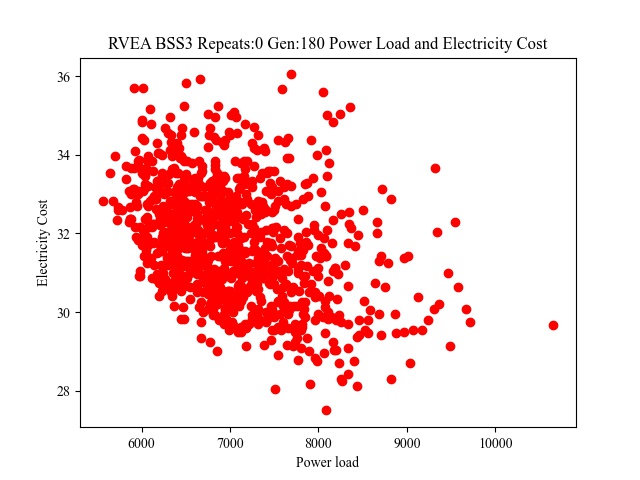 RVEA BSS3 Repeats:0 Gen:180 Power Load and Electricity Cost
36
34
32
30
28
Electricity Cost
6000 7000 8000 9000 10000
Power load